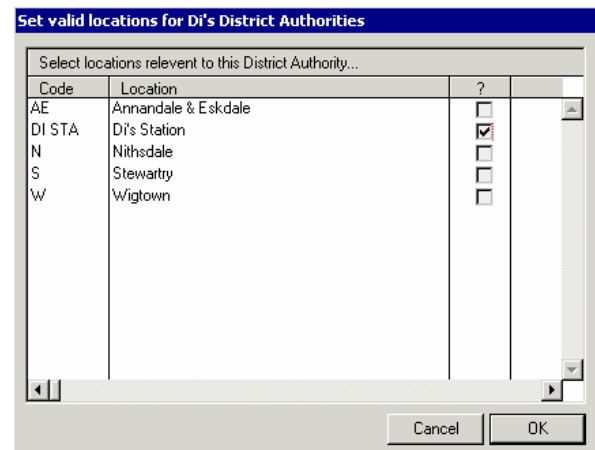 Set valid locations for Di's District Authorities
Select locations relevent to this District Authority...
Code Location ?
AE Annandale & Eskdale
DI STA Di's Station
N Nithsdale
S Stewartry
W Wigtown
Cancel OK